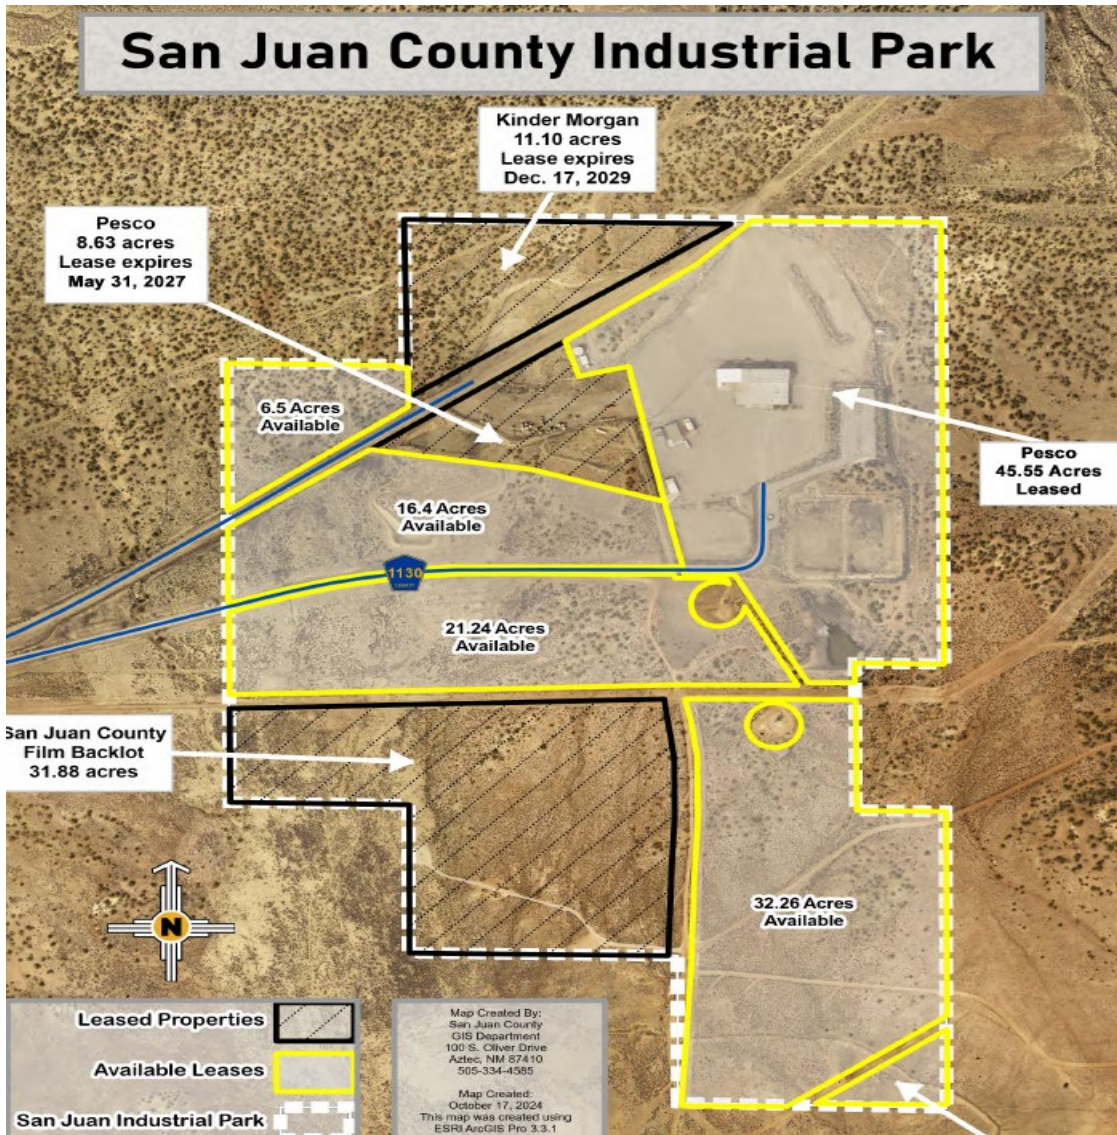 San Juan County Industrial Park
Kinder Morgan
11.10 acres
Lease expires
Dec. 17, 2029
Pesco
8.63 acres
Lease expires
May 31, 2027
6.5 Acres
Available
Pesco
45.55 Acres
Leased
16.4 Acres
Available
1130
21.24 Acres
Available
San Juan County
Film Backlot
31.88 acres
32.26 Acres
Available
N
Leased Properties
Available Leases
San Juan Industrial Park
Map Created By:
San Juan County
GIS Department
100 S. Oliver Drive
Aztec, NM 87410
505-334-4585
Map Created:
October 17, 2024
This map was created using
ESRI ArcGIS Pro 3.3.1